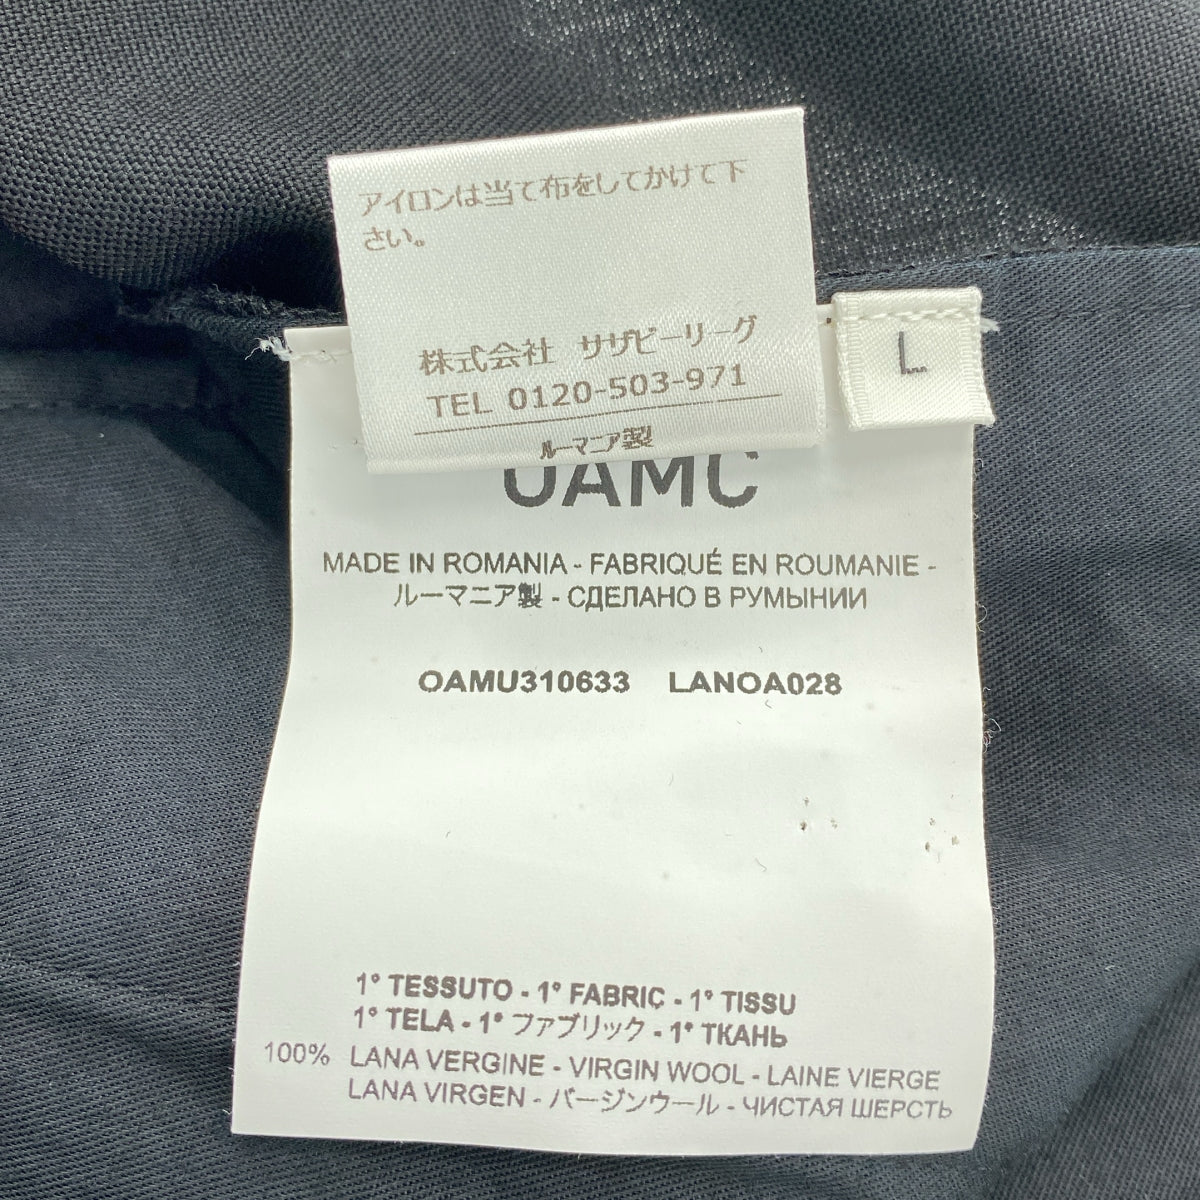 アイロンは当て布をしてかけて下
さい。
株式会社 サザビーリーグ
TEL 0120-503-971
ルーマニア製
L
OAMC
MADE IN ROMANIA - FABRIQUÉ EN ROUMANIE -
ルーマニア製 - СДЕЛАНО В РУМЫНИИ
OAMU310633 LANOA028
1° TESSUTO - 1° FABRIC - 1° TISSU
1° TELA - 1° ファブリック - 1° ТКАНЬ
100% LANA VERGINE - VIRGIN WOOL - LAINE VIERGE
LANA VIRGEN - バージンウール - ЧИСТАЯ ШЕРСТЬ